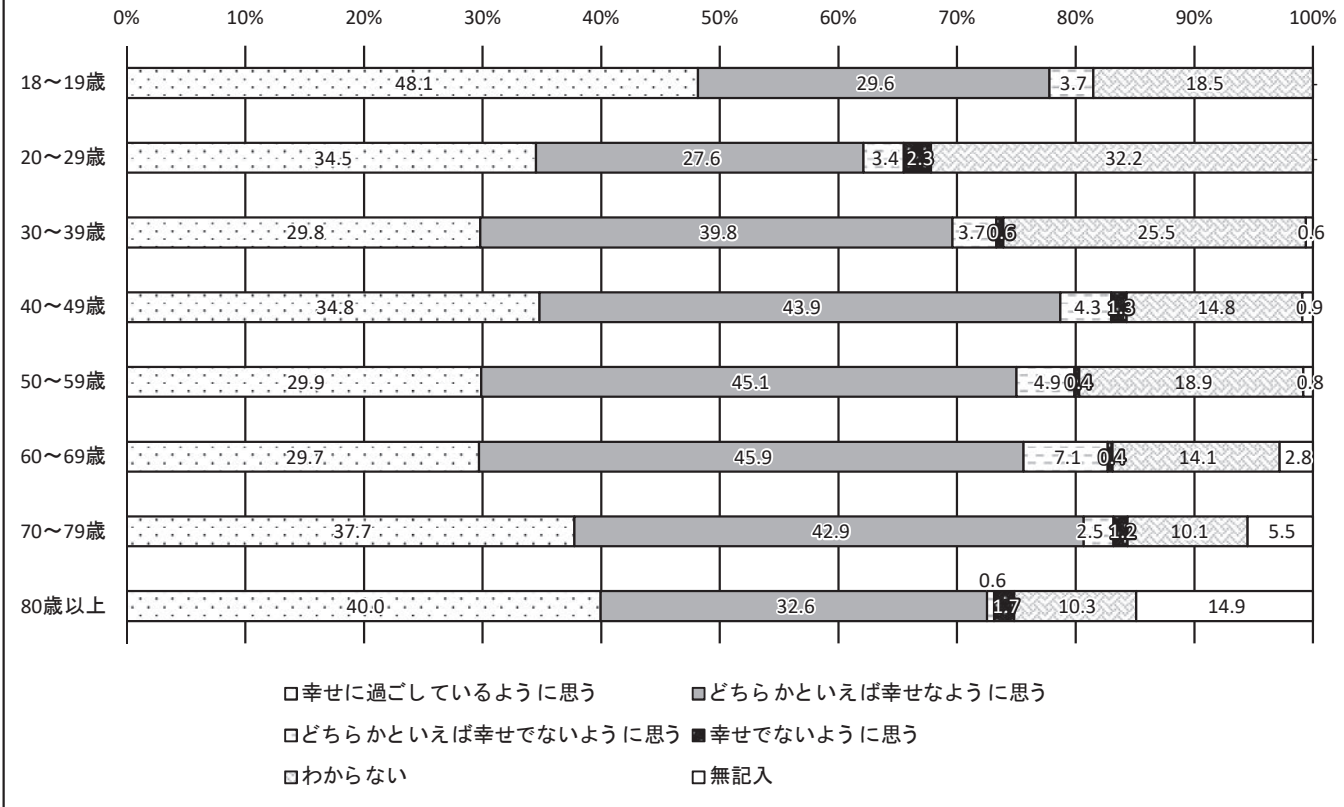 0% 10% 20% 30% 40% 50% 60% 70% 80% 90% 100%
18～19歳 48.1 29.6 3.7 18.5
20～29歳 34.5 27.6 3.4 2.3 32.2
30～39歳 29.8 39.8 3.7 0.6 25.5 0.6
40～49歳 34.8 43.9 4.3 1.3 14.8 0.9
50～59歳 29.9 45.1 4.9 0.4 18.9 0.8
60～69歳 29.7 45.9 7.1 0.4 14.1 2.8
70～79歳 37.7 42.9 2.5 1.2 10.1 5.5
80歳以上 40.0 32.6 0.6 1.7 10.3 14.9
幸せに過ごしているように思う どちらかといえば幸せなように思う
どちらかといえば幸せでないように思う 幸せでないように思う
わからない 無記入